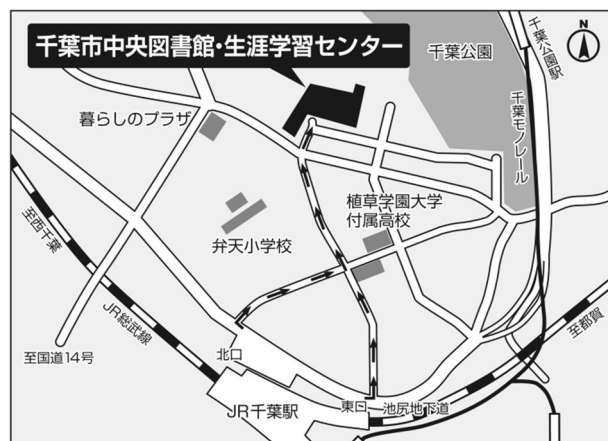 千葉市中央図書館・生涯学習センター
千葉公園
千葉公園駅
N
千葉モノレール
暮らしのプラザ
植草学園大学
付属高校
弁天小学校
至西千葉
JR総武線
至国道14号
北口
JR千葉駅
東口
池尻地下道
至都賀